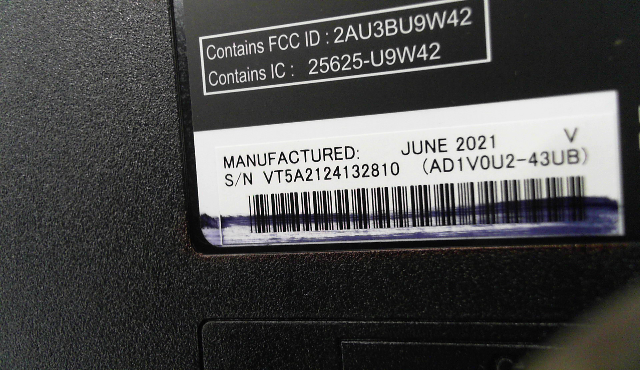 Contains FCC ID : 2AU3BU9W42
Contains IC : 25625-U9W42
MANUFACTURED: JUNE 2021 V
S/N VT5A2124132810 (AD1V0U2-43UB)